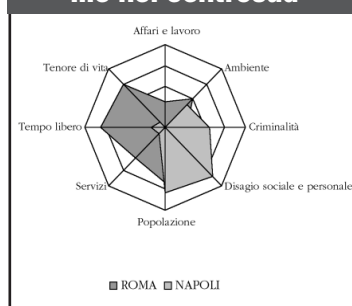 Affari e lavoro
Tenore di vita
Ambiente
Tempo libero
Criminalità
Servizi
Disagio sociale e personale
Popolazione
ROMA NAPOLI